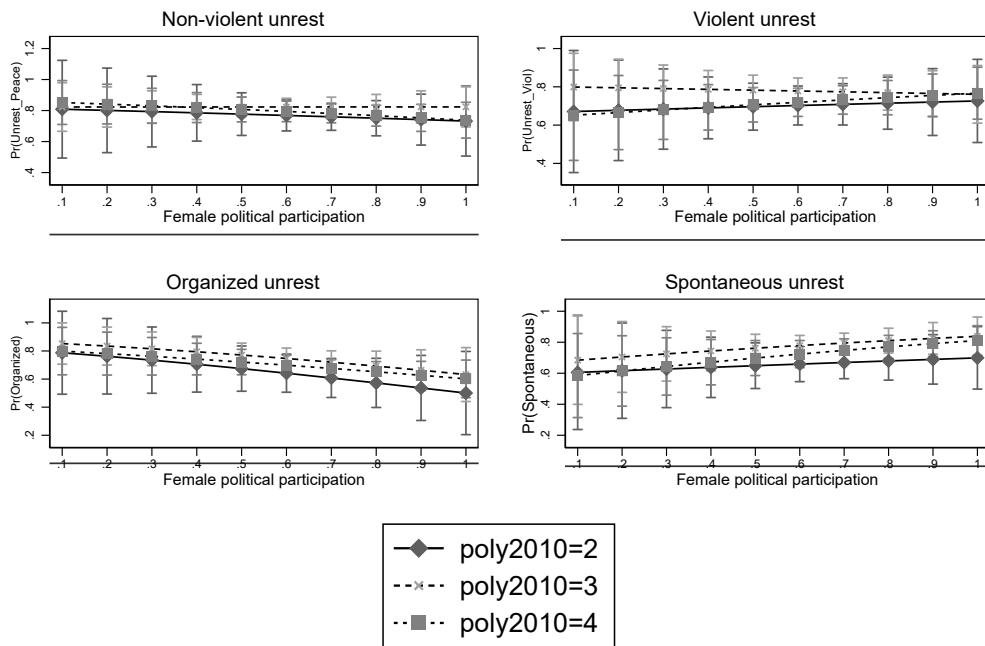 Non-violent unrest
Pr(Unrest_Peace)
1.2
1
.8
.6
.4
.1 .2 .3 .4 .5 .6 .7 .8 .9 1
Female political participation
Violent unrest
Pr(Unrest_Viol)
1
.8
.6
.4
.1 .2 .3 .4 .5 .6 .7 .8 .9 1
Female political participation
Organized unrest
Pr(Organized)
1
.8
.6
.4
.2
.1 .2 .3 .4 .5 .6 .7 .8 .9 1
Female political participation
Spontaneous unrest
Pr(Spontaneous)
1
.8
.6
.4
.2
.1 .2 .3 .4 .5 .6 .7 .8 .9 1
Female political participation
poly2010=2
poly2010=3
poly2010=4